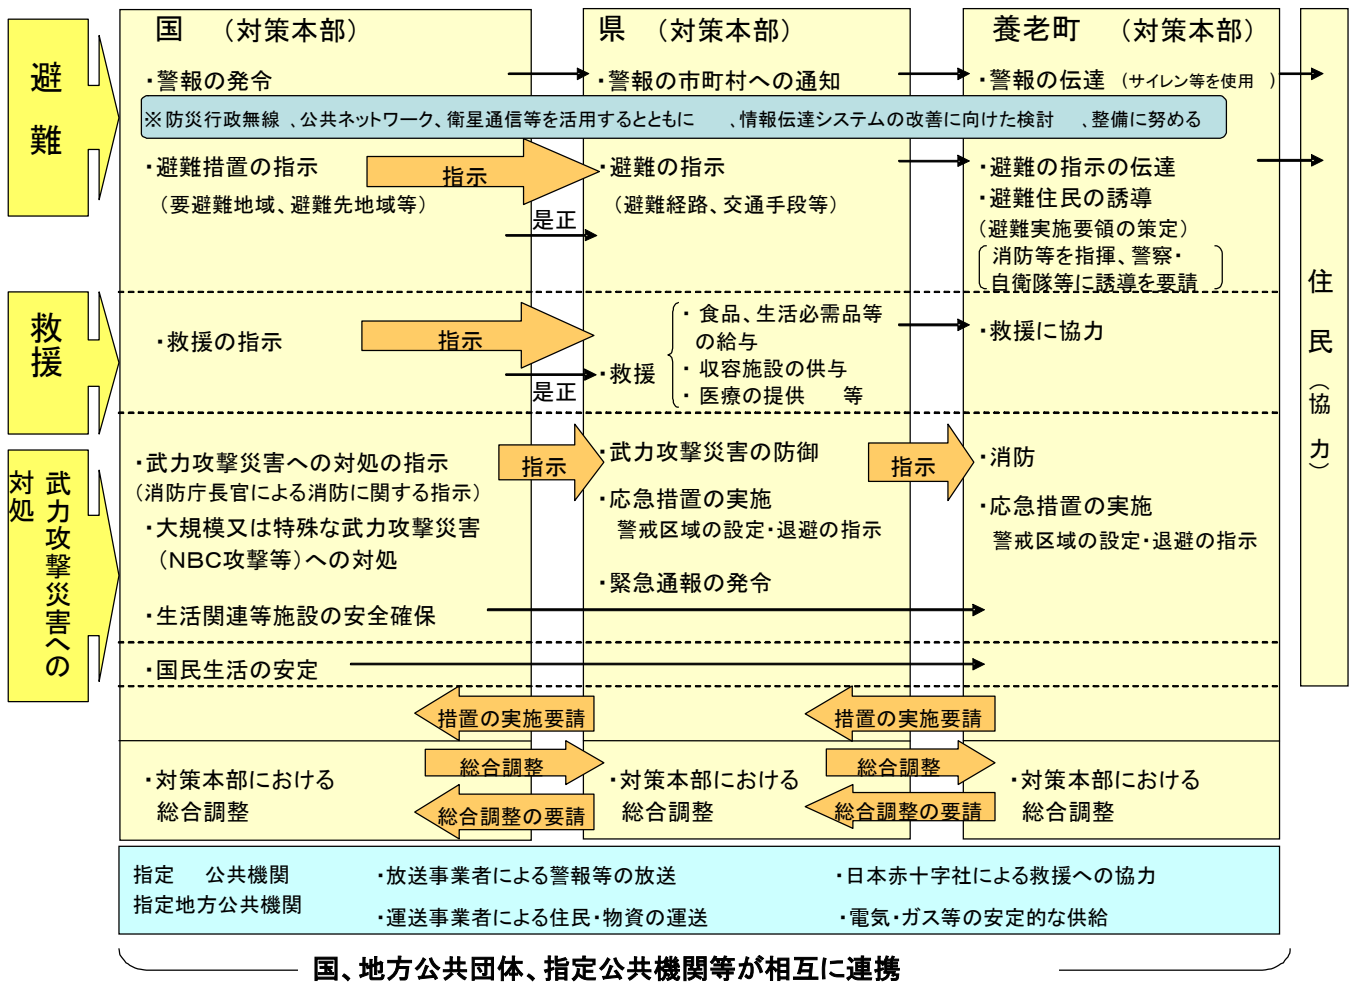 国 （対策本部）
県 （対策本部）
養老町 （対策本部）
避難
・警報の発令
・警報の市町村への通知
・警報の伝達 （サイレン等を使用 ）
※防災行政無線 、公共ネットワーク、衛星通信等を活用するとともに 、情報伝達システムの改善に向けた検討 、整備に努める
・避難措置の指示
（要避難地域、避難先地域等）
指示
是正
・避難の指示
（避難経路、交通手段等）
・避難の指示の伝達
・避難住民の誘導
（避難実施要領の策定）
消防等を指揮、警察・
自衛隊等に誘導を要請
救援
・救援の指示
指示
是正
・救援
・ 食品、生活必需品等
の給与
・ 収容施設の供与
・ 医療の提供 等
・救援に協力
武力攻撃災害への
対処
・武力攻撃災害への対処の指示
（消防庁長官による消防に関する指示）
・大規模又は特殊な武力攻撃災害
（NBC攻撃等）への対処
・生活関連等施設の安全確保
指示
・武力攻撃災害の防御
・応急措置の実施
警戒区域の設定・退避の指示
・緊急通報の発令
指示
・消防
・応急措置の実施
警戒区域の設定・退避の指示
・国民生活の安定
措置の実施要請
措置の実施要請
・対策本部における
総合調整
総合調整
総合調整の要請
・対策本部における
総合調整
総合調整
総合調整の要請
・対策本部における
総合調整
住民（協力）
指定 公共機関
指定地方公共機関
・放送事業者による警報等の放送
・日本赤十字社による救援への協力
・運送事業者による住民・物資の運送
・電気・ガス等の安定的な供給
国、地方公共団体、指定公共機関等が相互に連携